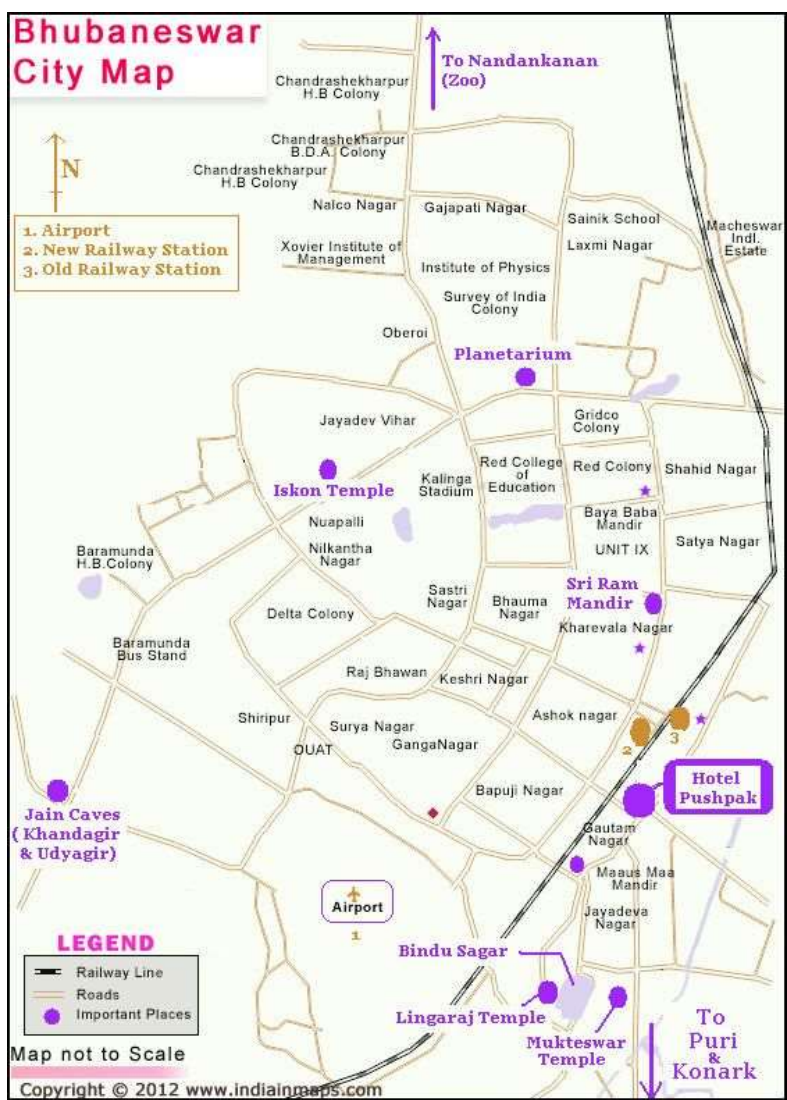 Bhubaneswar
City Map
To Nandankanan
(Zoo)
Chandrashekharpur
H.B Colony
Chandrashekharpur
B.D.A. Colony
Chandrashekharpur
H.B Colony
N
Nalco Nagar
Gajapati Nagar
Sainik School
Macheswar
Indl.
Estate
1. Airport
2. New Railway Station
3. Old Railway Station
Xovier Institute of
Management
Laxmi Nagar
Institute of Physics
Survey of India
Colony
Oberoi
Planetarium
Jayadev Vihar
Gridco
Colony
Iskon Temple
Kalinga
Stadium
Red College
of
Education
Red Colony
Shahid Nagar
Nuapalli
Baya Baba
Mandir
Nilkantha
Nagar
UNIT IX
Satya Nagar
Baramunda
H.B.Colony
Sri Ram
Mandir
Sastri
Nagar
Bhauma
Nagar
Delta Colony
Kharevala Nagar
Baramunda
Bus Stand
Raj Bhawan
Keshri Nagar
Shiripur
Surya Nagar
Ashok nagar
OUAT
GangaNagar
2
3
Hotel
Pushpak
Bapuji Nagar
Jain Caves
( Khandagir
& Udyagir)
Gautam
Nagar
Maaus Maa
Mandir
Airport
1
Jayadeva
Nagar
LEGEND
Railway Line
Roads
Important Places
Bindu Sagar
Lingaraj Temple
Mukteswar
Temple
To
Puri
&
Konark
Map not to Scale
Copyright © 2012 www.indiainmaps.com